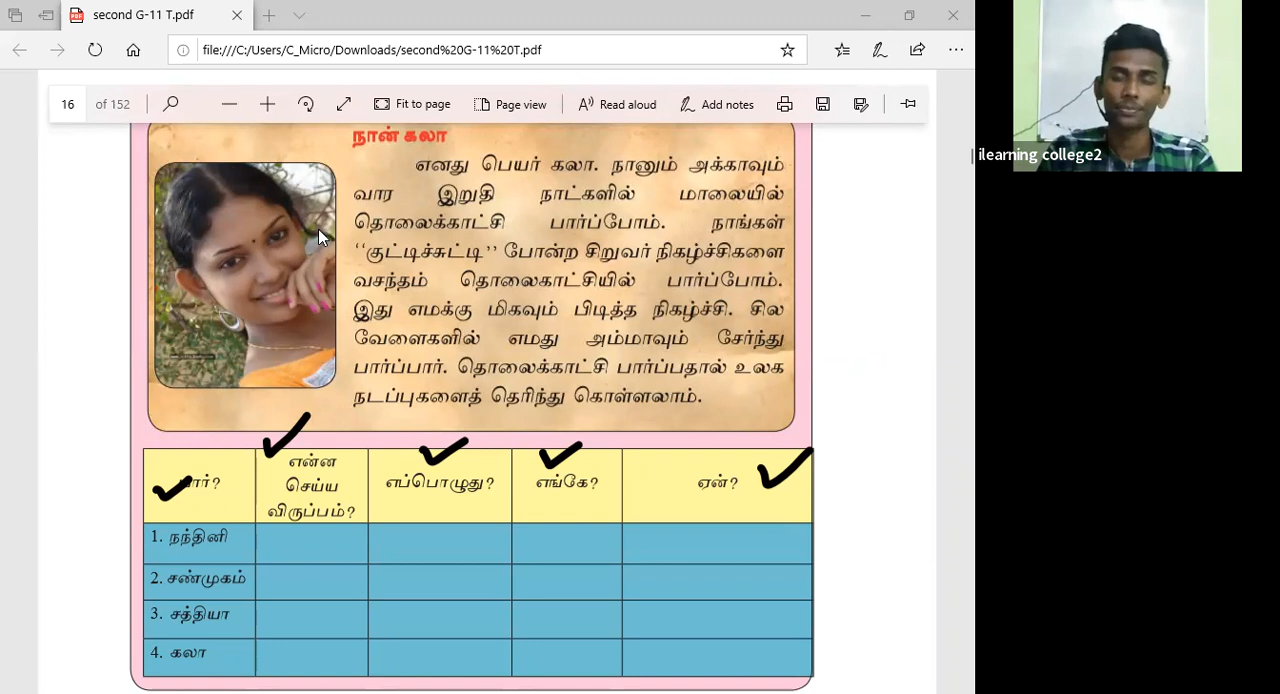 second G-11 T.pdf
file:///C:/Users/C_Micro/Downloads/second%20G-11%20T.pdf
16 of 152 Fit to page Page view Read aloud Add notes
ilearning college2
நான் கலா
எனது பெயர் கலா. நானும் அக்காவும்
வார இறுதி நாட்களில் மாலையில்
தொலைக்காட்சி பார்ப்போம். நாங்கள்
‘‘குட்டிச்சுட்டி’’ போன்ற சிறுவர் நிகழ்ச்சிகளை
வசந்தம் தொலைகாட்சியில் பார்ப்போம்.
இது எமக்கு மிகவும் பிடித்த நிகழ்ச்சி. சில
வேளைகளில் எமது அம்மாவும் சேர்ந்து
பார்ப்பார். தொலைக்காட்சி பார்ப்பதால் உலக
நடப்புகளைத் தெரிந்து கொள்ளலாம்.
யார்?
என்ன
செய்ய
விருப்பம்?
எப்பொழுது?
எங்கே?
ஏன்?
1. நந்தினி
2. சண்முகம்
3. சத்தியா
4. கலா